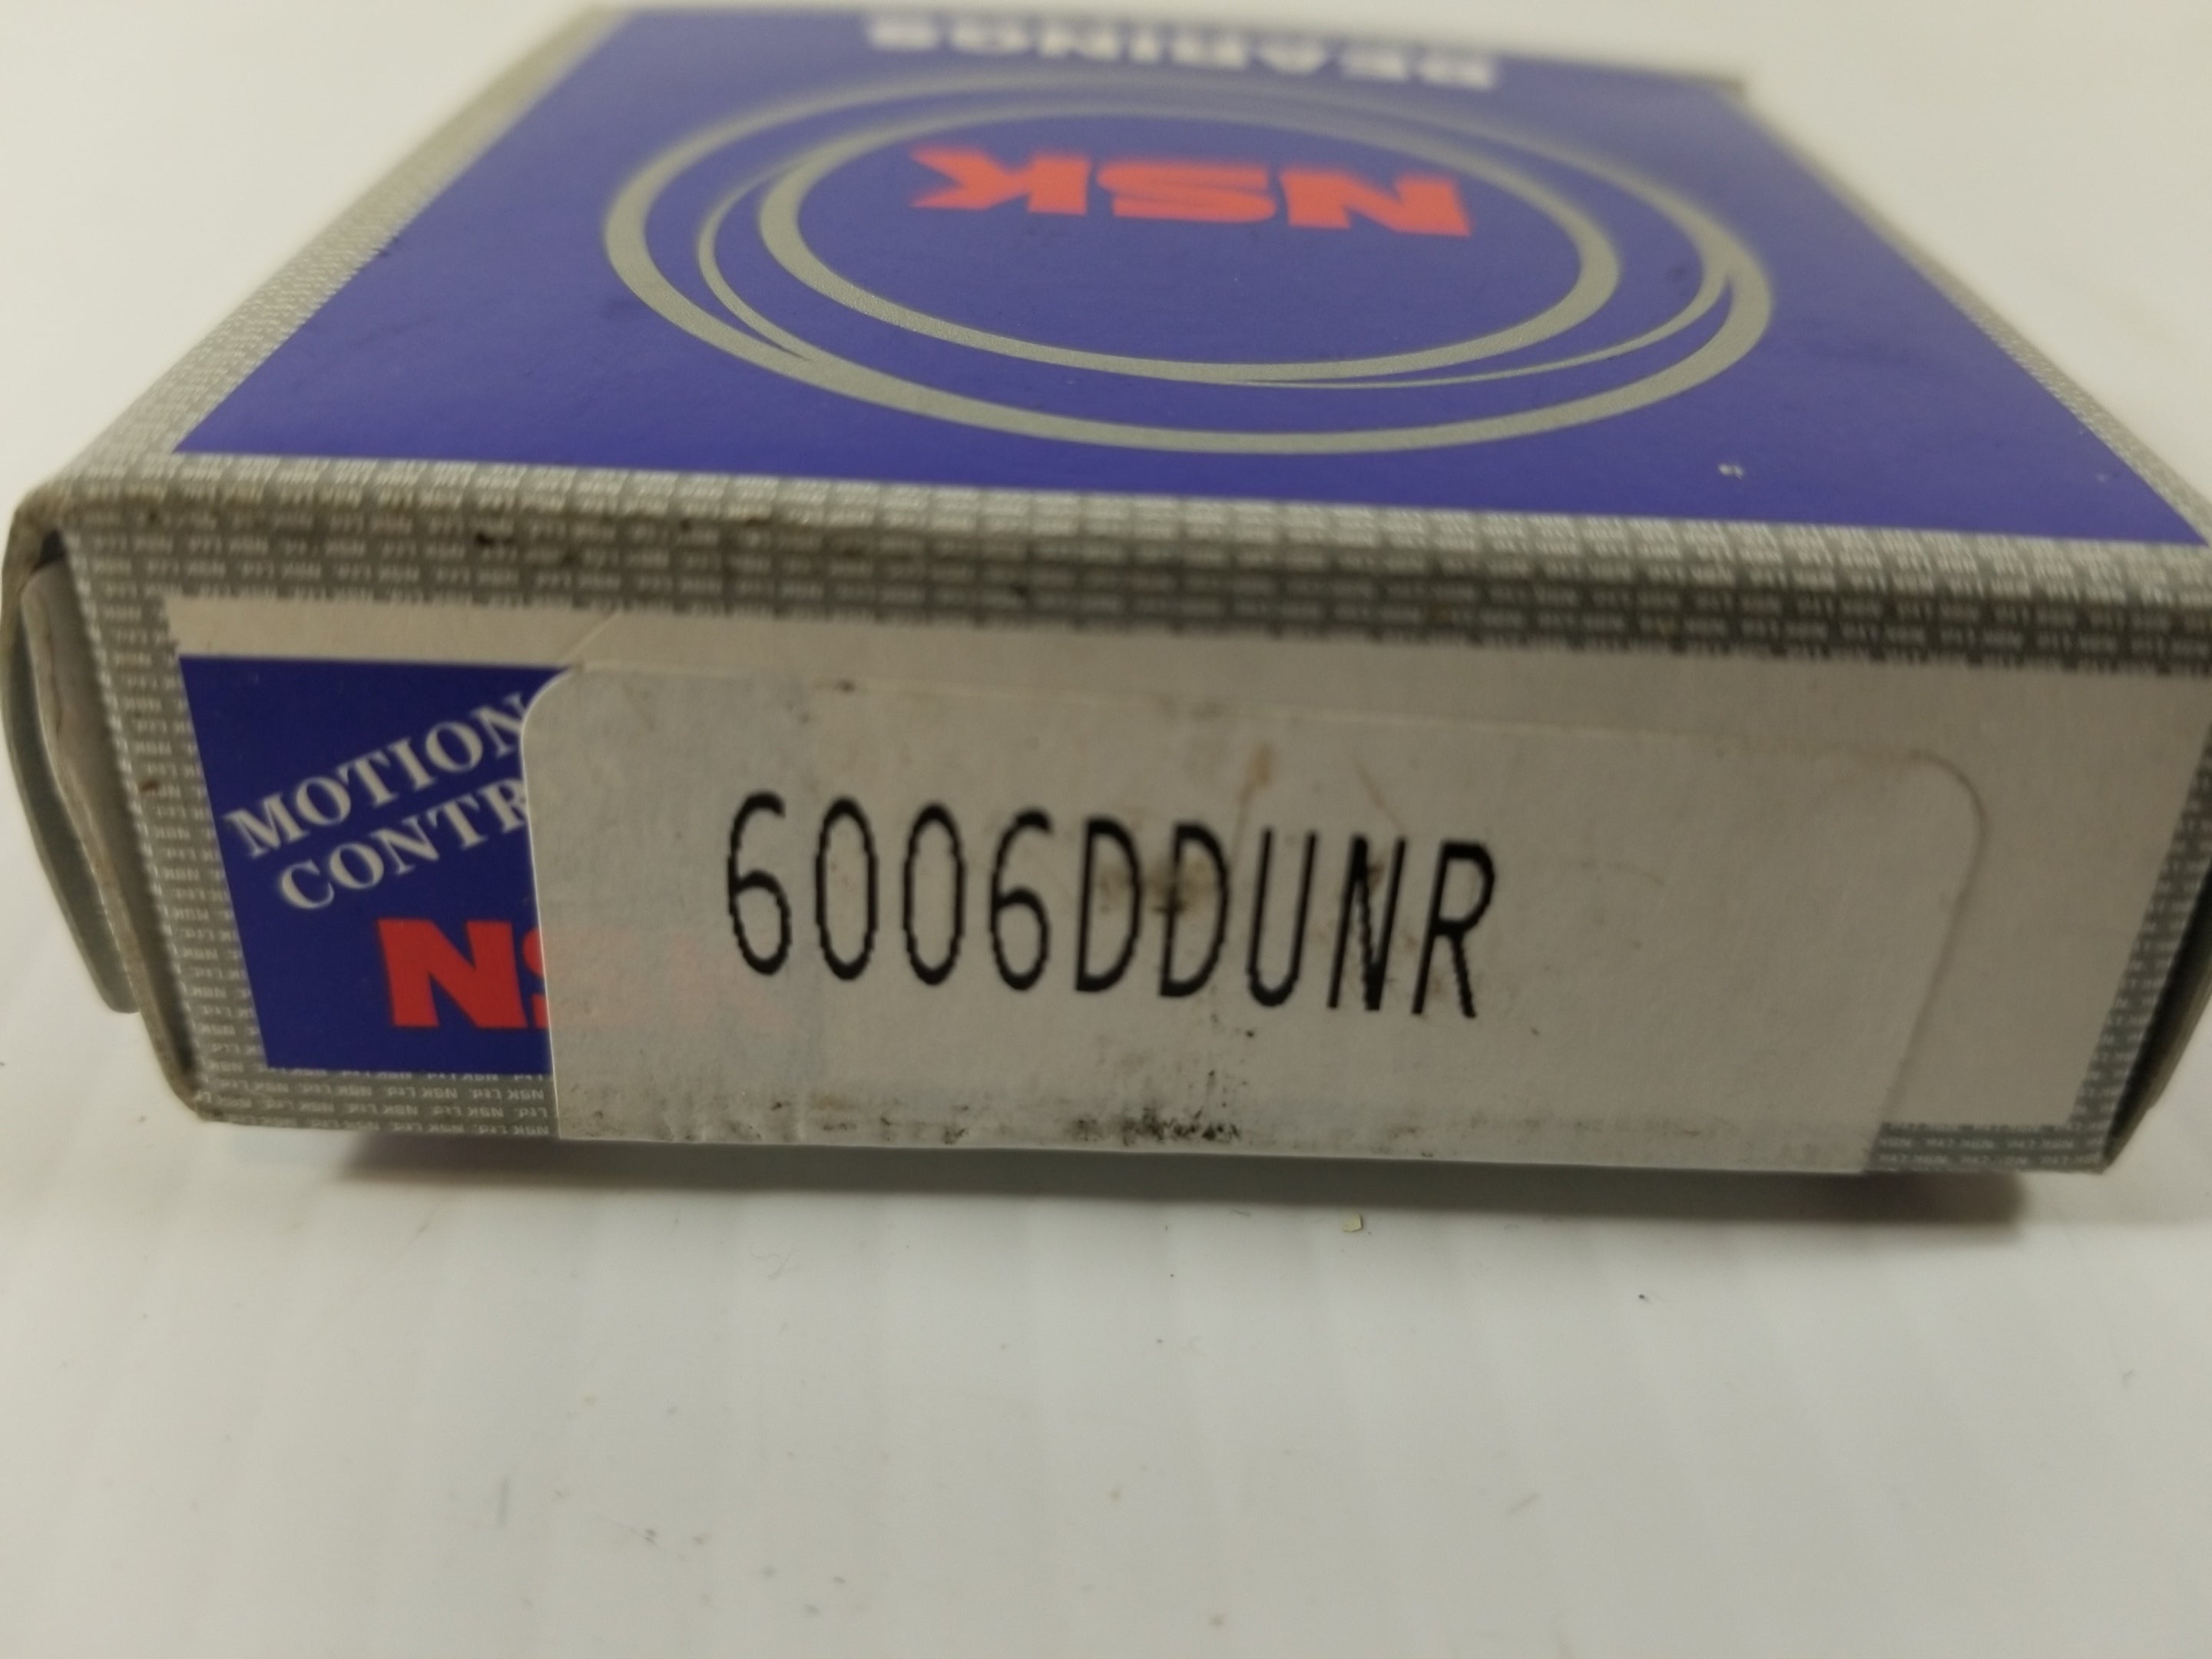 BEARINGS
NSK
MOTION
CONTR
NS
6006DDUNR